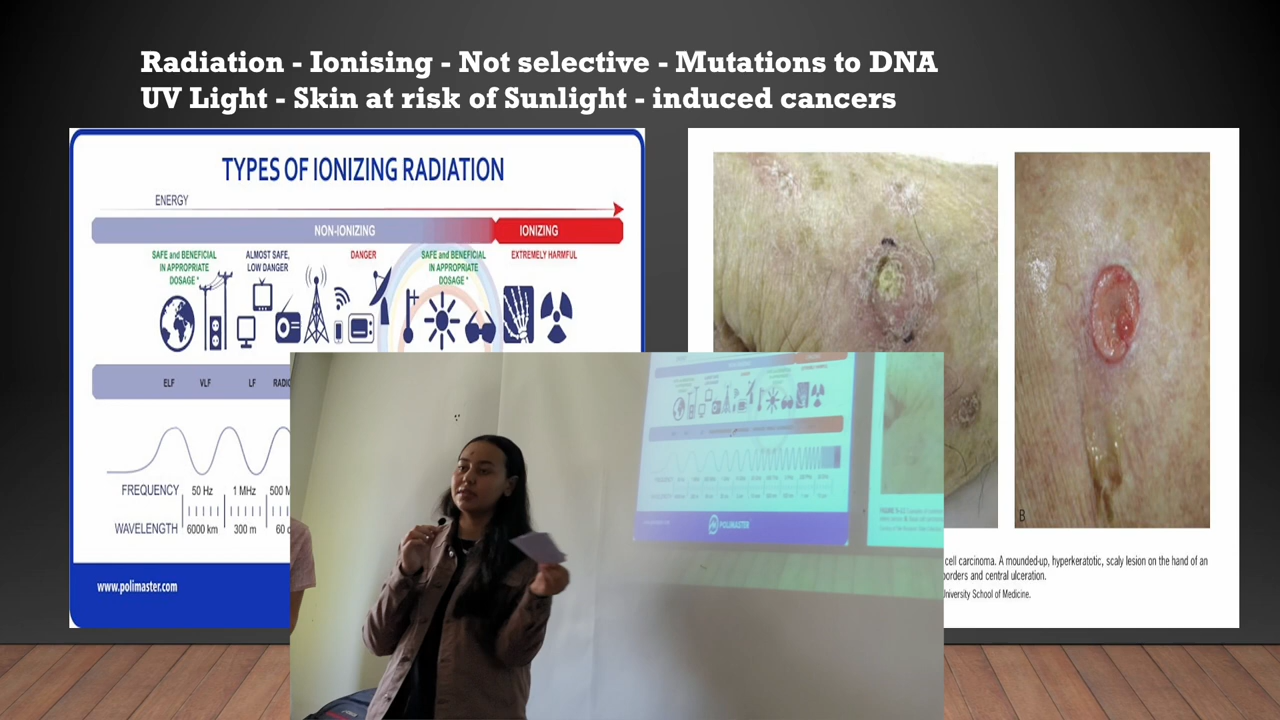 Radiation - Ionising - Not selective - Mutations to DNA
UV Light - Skin at risk of Sunlight - induced cancers
TYPES OF IONIZING RADIATION
ENERGY
NON-IONIZING
IONIZING
SAFE and BENEFICIAL
IN APPROPRIATE
DOSAGE *
ALMOST SAFE,
LOW DANGER
DANGER
SAFE and BENEFICIAL
IN APPROPRIATE
DOSAGE *
EXTREMELY HARMFUL
ELF VLF LF
FREQUENCY 50 Hz 1 MHz 500
WAVELENGTH 6000 km 300 m 60
www.polimaster.com
B
cell carcinoma. A mounded-up, hyperkeratotic, scaly lesion on the hand of an
borders and central ulceration.
University School of Medicine.
POLIMASTER